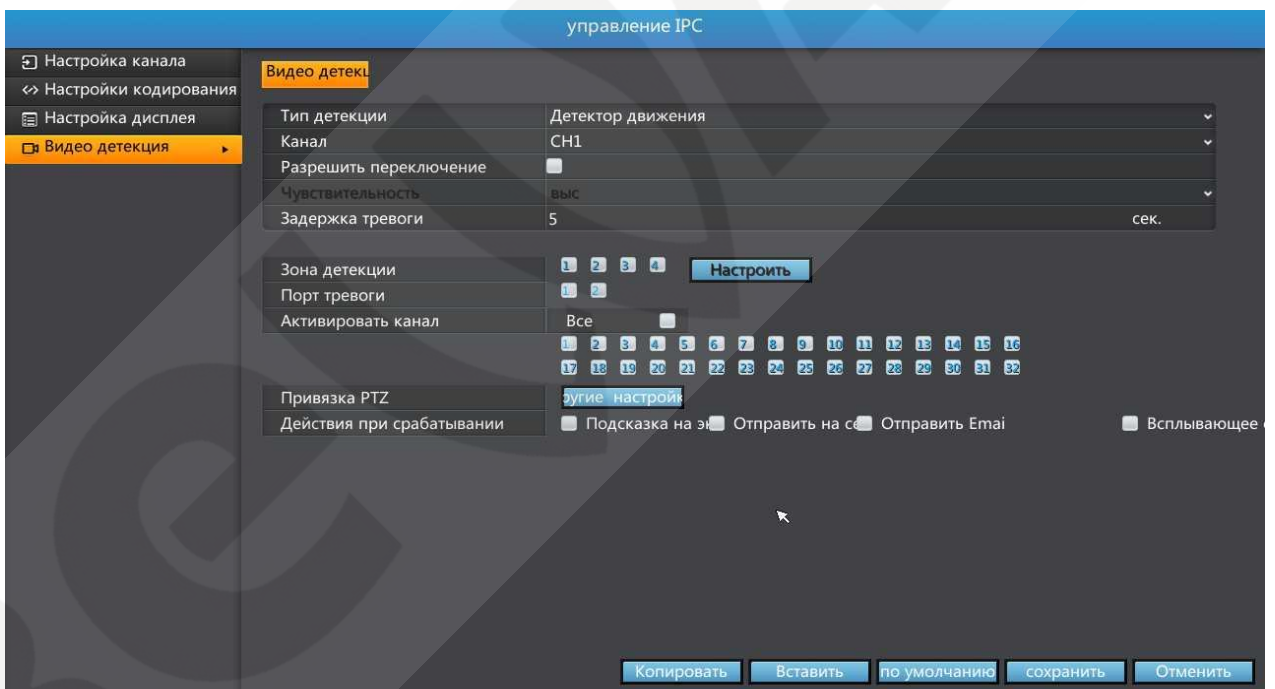 управление IPC
Настройка канала
Настройки кодирования
Настройка дисплея
Видео детекция
Видео детекц
Тип детекции Детектор движения
Канал CH1
Разрешить переключение
Чувствительность выс
Задержка тревоги 5 сек.
Зона детекции 1 2 3 4 Настроить
Порт тревоги 1 2
Активировать канал Все
1 2 3 4 5 6 7 8 9 10 11 12 13 14 15 16
17 18 19 20 21 22 23 24 25 26 27 28 29 30 31 32
Привязка PTZ ругие настройк
Действия при срабатывании Подсказка на эк Отправить на се Отправить Emai Всплывающее
Копировать Вставить по умолчанию сохранить Отменить